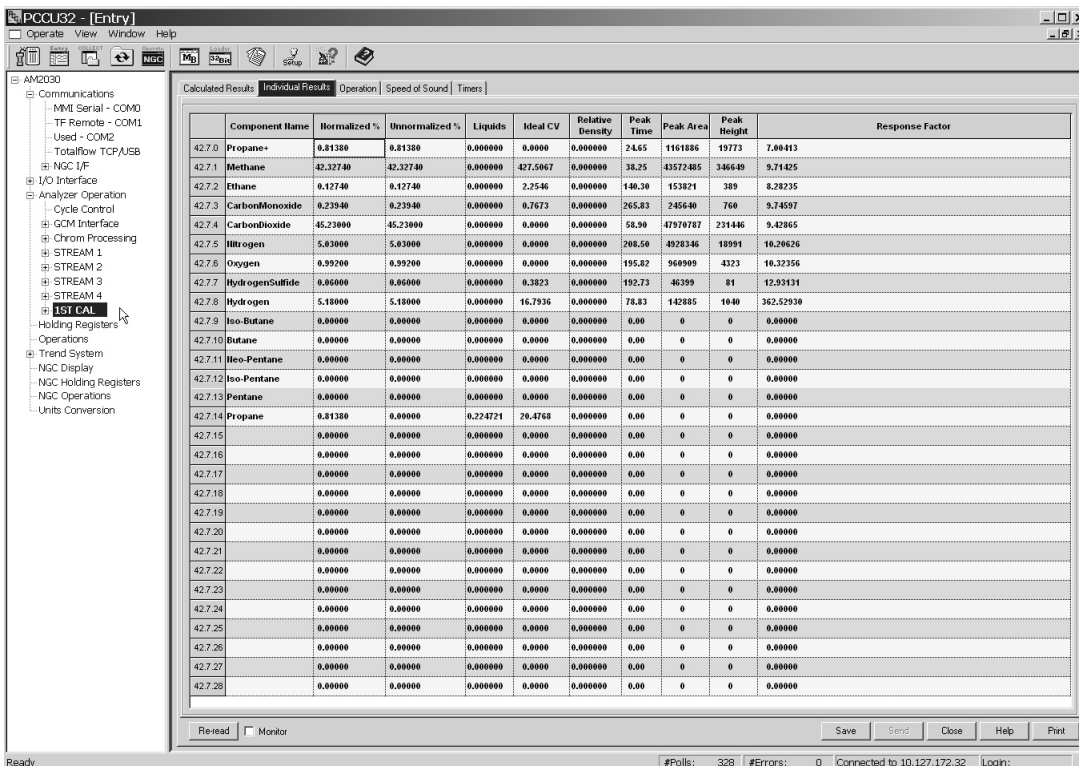 PCCU32 - [Entry]
Operate View Window Help
Entry COLLECT Operate NGC MB Loader 32Bit Setup
AM2030
Communications
MMI Serial - COM0
TF Remote - COM1
Used - COM2
Totalflow TCP/USB
NGC I/F
I/O Interface
Analyzer Operation
Cycle Control
GCM Interface
Chrom Processing
STREAM 1
STREAM 2
STREAM 3
STREAM 4
1ST CAL
Holding Registers
Operations
Trend System
NGC Display
NGC Holding Registers
NGC Operations
Units Conversion
Calculated Results Individual Results Operation Speed of Sound Timers
Component Name Normalized % Unnormalized % Liquids Ideal CV Relative Density Peak Time Peak Area Peak Height Response Factor
42.7.0 Propane+ 0.81380 0.81380 0.000000 0.0000 0.000000 24.65 1161886 19773 7.00413
42.7.1 Methane 42.32740 42.32740 0.000000 427.5067 0.000000 38.25 43572485 346649 9.71425
42.7.2 Ethane 0.12740 0.12740 0.000000 2.2546 0.000000 140.30 153821 389 8.28235
42.7.3 CarbonMonoxide 0.23940 0.23940 0.000000 0.7673 0.000000 265.83 245640 760 9.74597
42.7.4 CarbonDioxide 45.23000 45.23000 0.000000 0.0000 0.000000 58.90 47970787 231446 9.42865
42.7.5 Nitrogen 5.03000 5.03000 0.000000 0.0000 0.000000 208.50 4928346 18991 10.20626
42.7.6 Oxygen 0.99200 0.99200 0.000000 0.0000 0.000000 195.82 960909 4323 10.32356
42.7.7 HydrogenSulfide 0.06000 0.06000 0.000000 0.3823 0.000000 192.73 46399 81 12.93131
42.7.8 Hydrogen 5.18000 5.18000 0.000000 16.7936 0.000000 78.83 142885 1040 362.52930
42.7.9 Iso-Butane 0.00000 0.00000 0.000000 0.0000 0.000000 0.00 0 0 0.00000
42.7.10 Butane 0.00000 0.00000 0.000000 0.0000 0.000000 0.00 0 0 0.00000
42.7.11 Neo-Pentane 0.00000 0.00000 0.000000 0.0000 0.000000 0.00 0 0 0.00000
42.7.12 Iso-Pentane 0.00000 0.00000 0.000000 0.0000 0.000000 0.00 0 0 0.00000
42.7.13 Pentane 0.00000 0.00000 0.000000 0.0000 0.000000 0.00 0 0 0.00000
42.7.14 Propane 0.81380 0.00000 0.224721 20.4768 0.000000 0.00 0 0 0.00000
42.7.15 0.00000 0.00000 0.000000 0.0000 0.000000 0.00 0 0 0.00000
42.7.16 0.00000 0.00000 0.000000 0.0000 0.000000 0.00 0 0 0.00000
42.7.17 0.00000 0.00000 0.000000 0.0000 0.000000 0.00 0 0 0.00000
42.7.18 0.00000 0.00000 0.000000 0.0000 0.000000 0.00 0 0 0.00000
42.7.19 0.00000 0.00000 0.000000 0.0000 0.000000 0.00 0 0 0.00000
42.7.20 0.00000 0.00000 0.000000 0.0000 0.000000 0.00 0 0 0.00000
42.7.21 0.00000 0.00000 0.000000 0.0000 0.000000 0.00 0 0 0.00000
42.7.22 0.00000 0.00000 0.000000 0.0000 0.000000 0.00 0 0 0.00000
42.7.23 0.00000 0.00000 0.000000 0.0000 0.000000 0.00 0 0 0.00000
42.7.24 0.00000 0.00000 0.000000 0.0000 0.000000 0.00 0 0 0.00000
42.7.25 0.00000 0.00000 0.000000 0.0000 0.000000 0.00 0 0 0.00000
42.7.26 0.00000 0.00000 0.000000 0.0000 0.000000 0.00 0 0 0.00000
42.7.27 0.00000 0.00000 0.000000 0.0000 0.000000 0.00 0 0 0.00000
42.7.28 0.00000 0.00000 0.000000 0.0000 0.000000 0.00 0 0 0.00000
Re-read Monitor Save Send Close Help Print
Ready #Polls: 328 #Errors: 0 Connected to 10.127.172.32 Login: